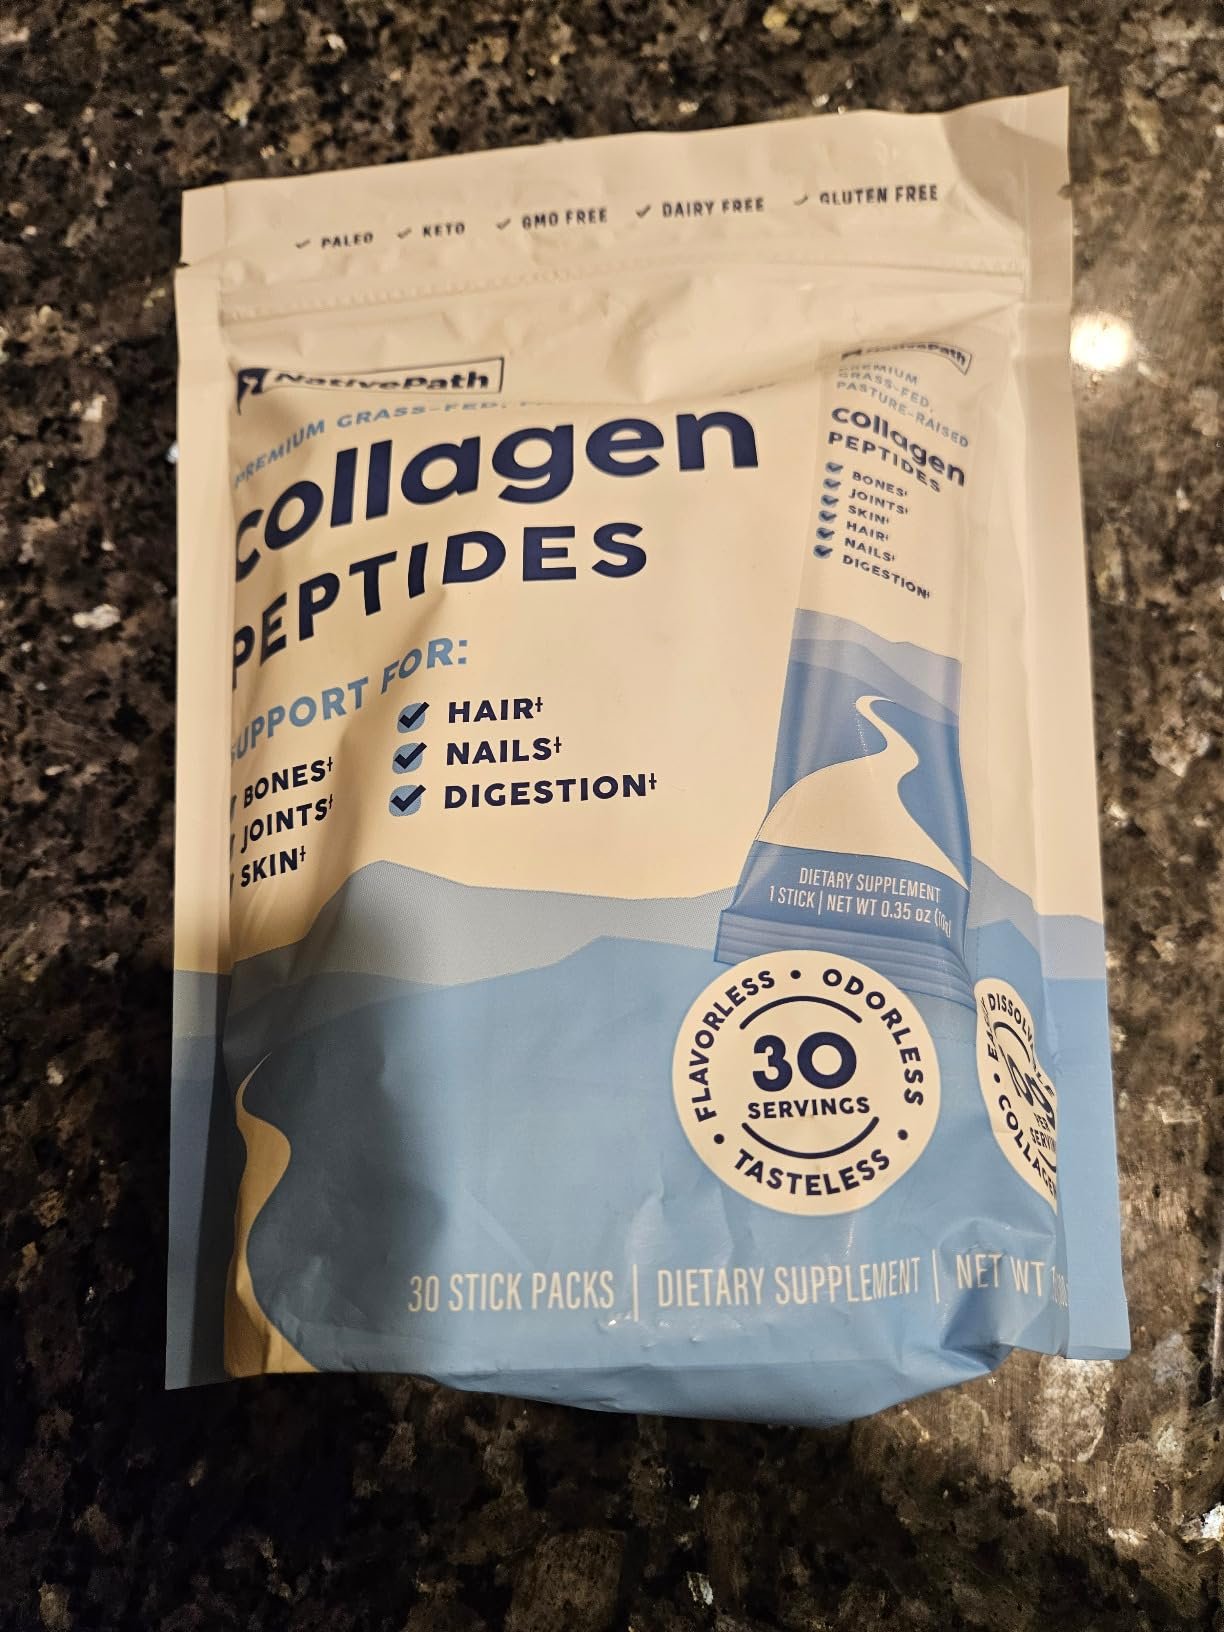 ✓ PALEO ✓ KETO ✓ GMO FREE ✓ DAIRY FREE ✓ GLUTEN FREE
NativePath
PREMIUM GRASS-FED,
collagen
PEPTIDES
SUPPORT FOR:
BONES†
JOINTS†
SKIN†
✓ HAIR†
✓ NAILS†
✓ DIGESTION†
NativePath
PREMIUM
GRASS-FED,
PASTURE-RAISED
collagen
PEPTIDES
✓ BONES†
✓ JOINTS†
✓ SKIN†
✓ HAIR†
✓ NAILS†
✓ DIGESTION†
DIETARY SUPPLEMENT
1 STICK | NET WT 0.35 oz (10g)
FLAVORLESS • ODORLESS • TASTELESS •
30
SERVINGS
COLLAGEN
PER
30 STICK PACKS | DIETARY SUPPLEMENT | NET WT